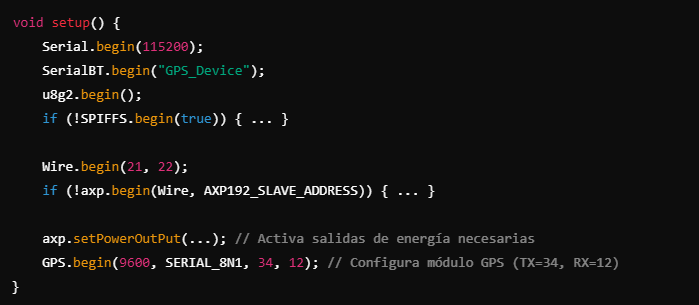 void setup() {
    Serial.begin(115200);
    SerialBT.begin("GPS_Device");
    u8g2.begin();
    if (!SPIFFS.begin(true)) { ... }

    Wire.begin(21, 22);
    if (!axp.begin(Wire, AXP192_SLAVE_ADDRESS)) { ... }

    axp.setPowerOutPut(...); // Activa salidas de energía necesarias
    GPS.begin(9600, SERIAL_8N1, 34, 12); // Configura módulo GPS (TX=34, RX=12)
}